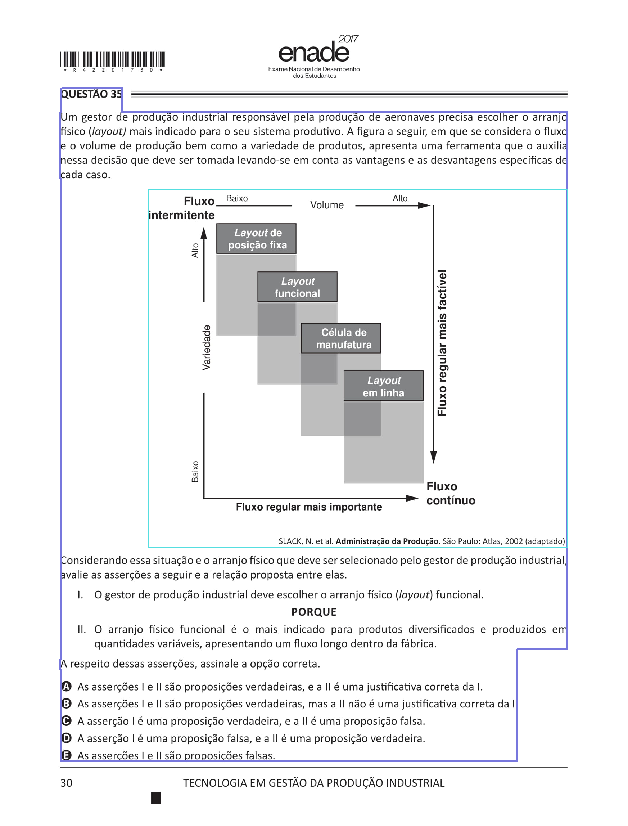 *R4220175D*
enade
2017
Exame Nacional de Desempenho
dos Estudantes
QUESTÃO 35
Um gestor de produção industrial responsável pela produção de aeronaves precisa escolher o arranjo
físico (layout) mais indicado para o seu sistema produtivo. A figura a seguir, em que se considera o fluxo
e o volume de produção bem como a variedade de produtos, apresenta uma ferramenta que o auxilia
nessa decisão que deve ser tomada levando-se em conta as vantagens e as desvantagens específicas de
cada caso.
Fluxo
intermitente
Baixo
Volume
Alto
Layout de
posição fixa
Alto
Layout
funcional
Célula de
manufatura
Variedade
Layout
em linha
Fluxo regular mais factível
Baixo
Fluxo
contínuo
Fluxo regular mais importante
SLACK, N. et al. Administração da Produção. São Paulo: Atlas, 2002 (adaptado)
Considerando essa situação e o arranjo físico que deve ser selecionado pelo gestor de produção industrial,
avalie as asserções a seguir e a relação proposta entre elas.
I. O gestor de produção industrial deve escolher o arranjo físico (layout) funcional.
PORQUE
II. O arranjo físico funcional é o mais indicado para produtos diversificados e produzidos em
quantidades variáveis, apresentando um fluxo longo dentro da fábrica.
A respeito dessas asserções, assinale a opção correta.
A As asserções I e II são proposições verdadeiras, e a II é uma justificativa correta da I.
B As asserções I e II são proposições verdadeiras, mas a II não é uma justificativa correta da I
C A asserção I é uma proposição verdadeira, e a II é uma proposição falsa.
D A asserção I é uma proposição falsa, e a II é uma proposição verdadeira.
E As asserções I e II são proposições falsas.
30
TECNOLOGIA EM GESTÃO DA PRODUÇÃO INDUSTRIAL